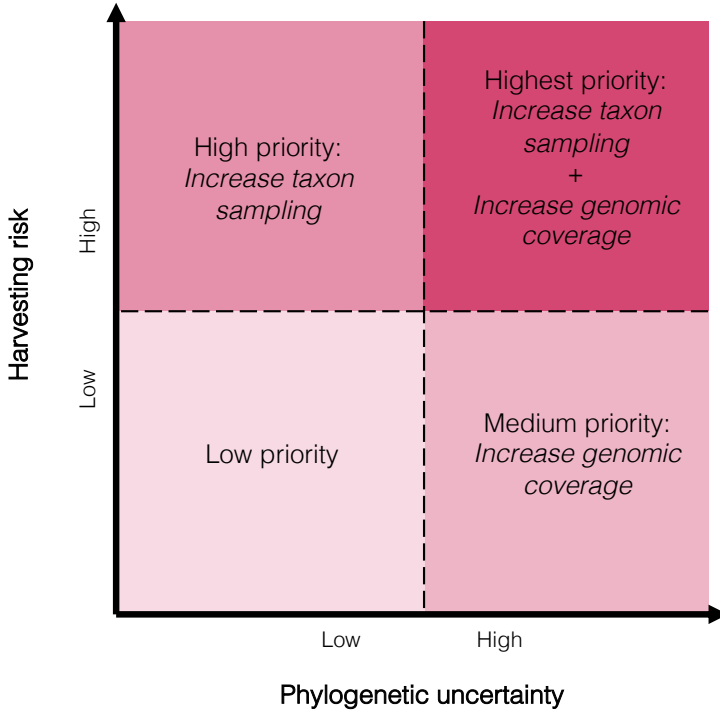 High priority:
Increase taxon
sampling
Highest priority:
Increase taxon
sampling
+
Increase genomic
coverage
Harvesting risk
High
Low
Low priority
Medium priority:
Increase genomic
coverage
Low
High
Phylogenetic uncertainty